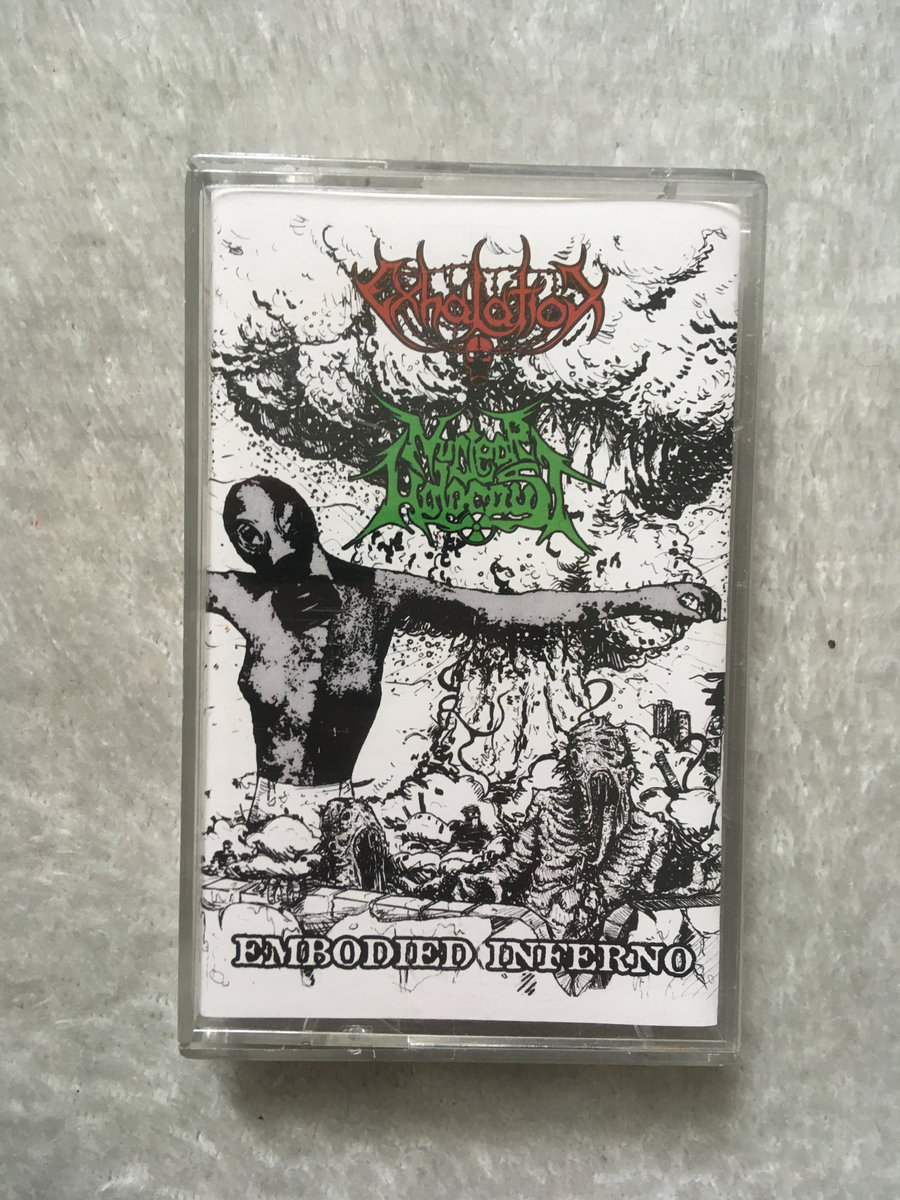 Exhalation
Nuclear
Holocaust
EMBODIED INFERNO